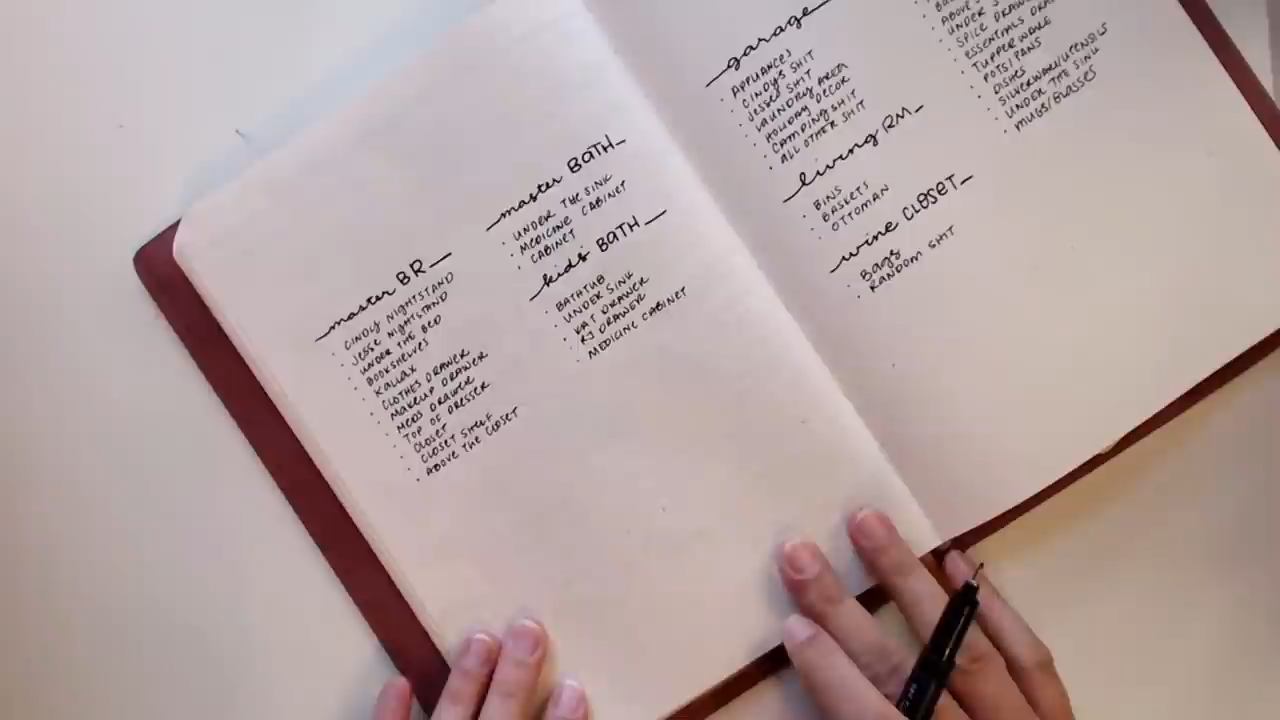 master BR
CINDY NIGHTSTAND
JESSE NIGHTSTAND
UNDER THE BED
BOOKSHELVES
KALLAX
CLOTHES DRAWER
MAKEUP DRAWER
MEDS DRAWER
TOP OF DRESSER
CLOSET
CLOSET SHELF
ABOVE THE CLOSET
master BATH
UNDER THE SINK
MEDICINE CABINET
CABINET
kids BATH
BATHTUB
UNDER SINK
KAT DRAWER
RJ DRAWER
MEDICINE CABINET
garage
APPLIANCES
CINDY'S SHIT
JESSE'S SHIT
LAUNDRY AREA
HOLIDAY DECOR
CAMPING SHIT
ALL OTHER SHIT
living RM
BINS
BASKETS
OTTOMAN
wine CLOSET
BAGS
RANDOM SHIT
ABOVE
UNDER
SPICE DRAWER
ESSENTIALS DRA
TUPPERWARE
POTS/PANS
DISHES
SILVERWARE/UTENSILS
UNDER THE SINK
MUGS/GLASSES